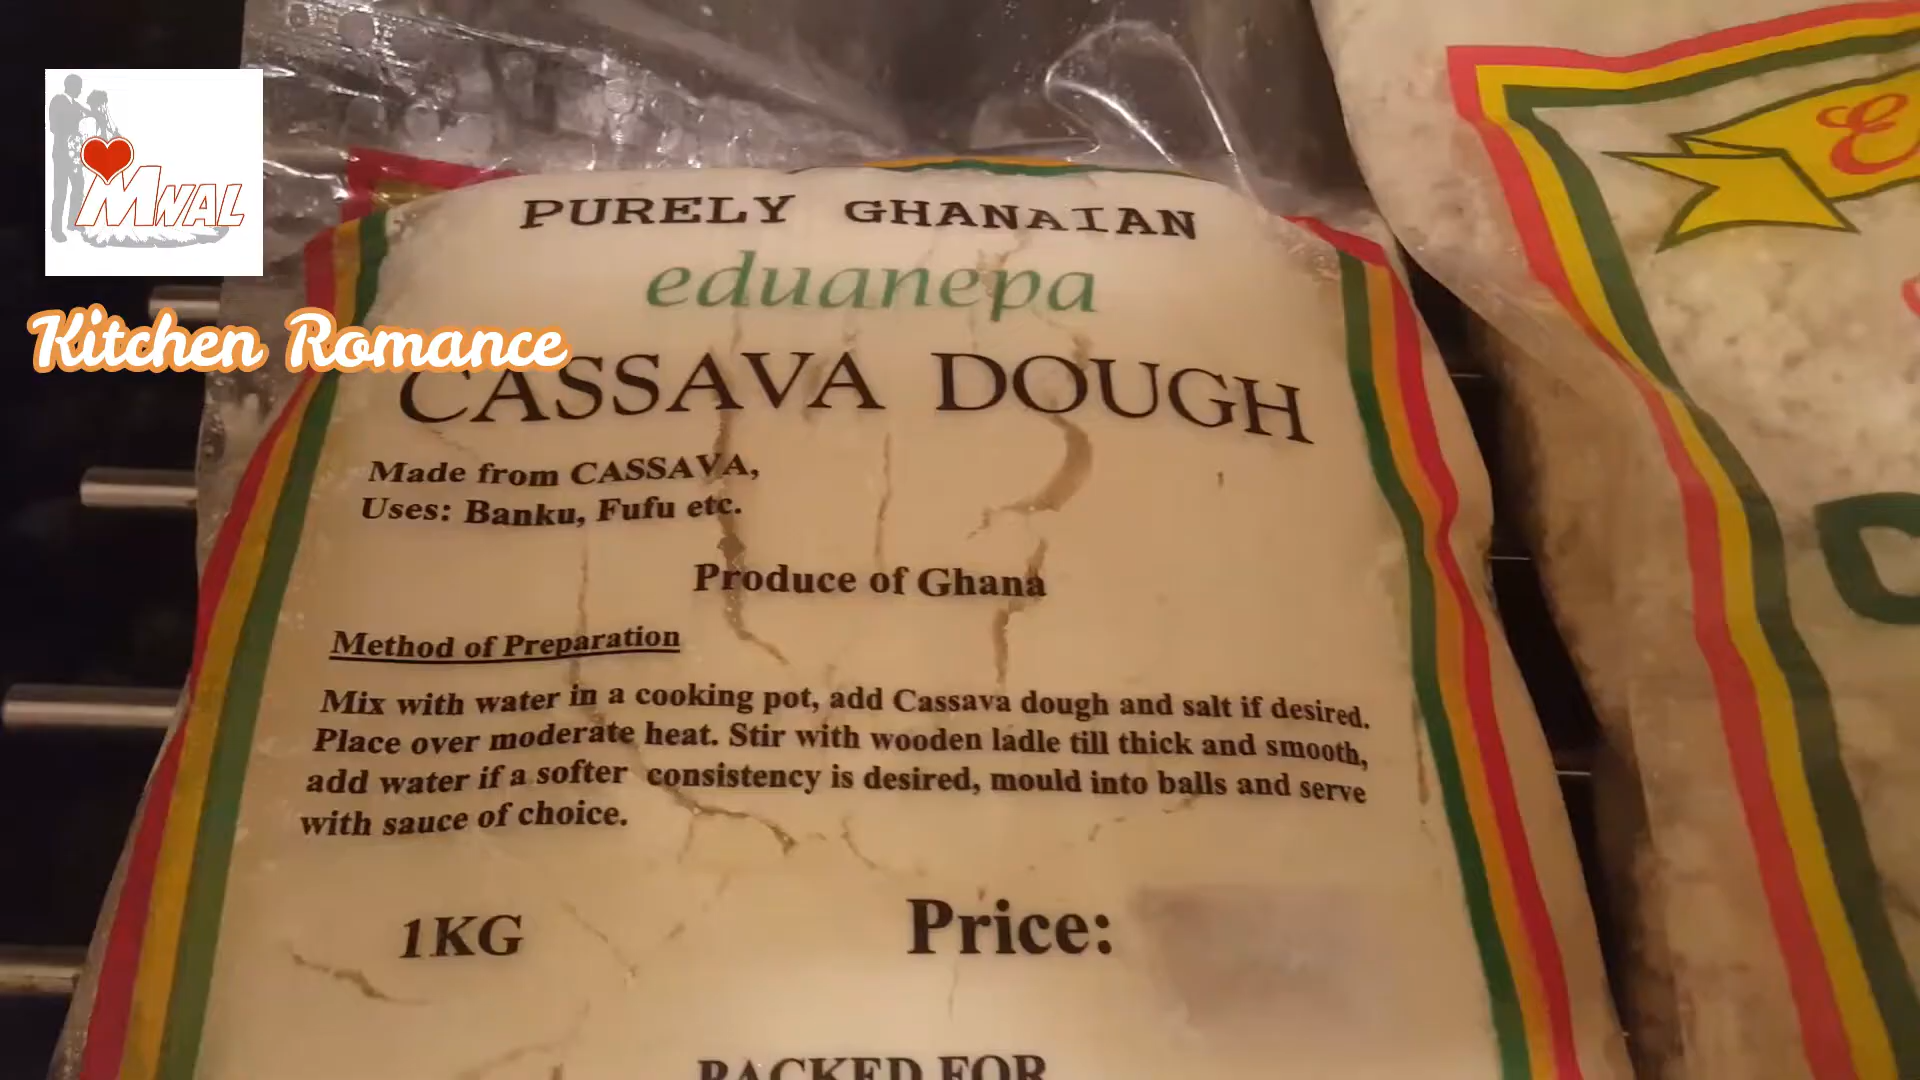 MWAL
Kitchen Romance
PURELY GHANAIAN
eduanepa
CASSAVA DOUGH
Made from CASSAVA,
Uses: Banku, Fufu etc.
Produce of Ghana
Method of Preparation
Mix with water in a cooking pot, add Cassava dough and salt if desired.
Place over moderate heat. Stir with wooden ladle till thick and smooth,
add water if a softer consistency is desired, mould into balls and serve
with sauce of choice.
1KG
Price:
PACKED FOR